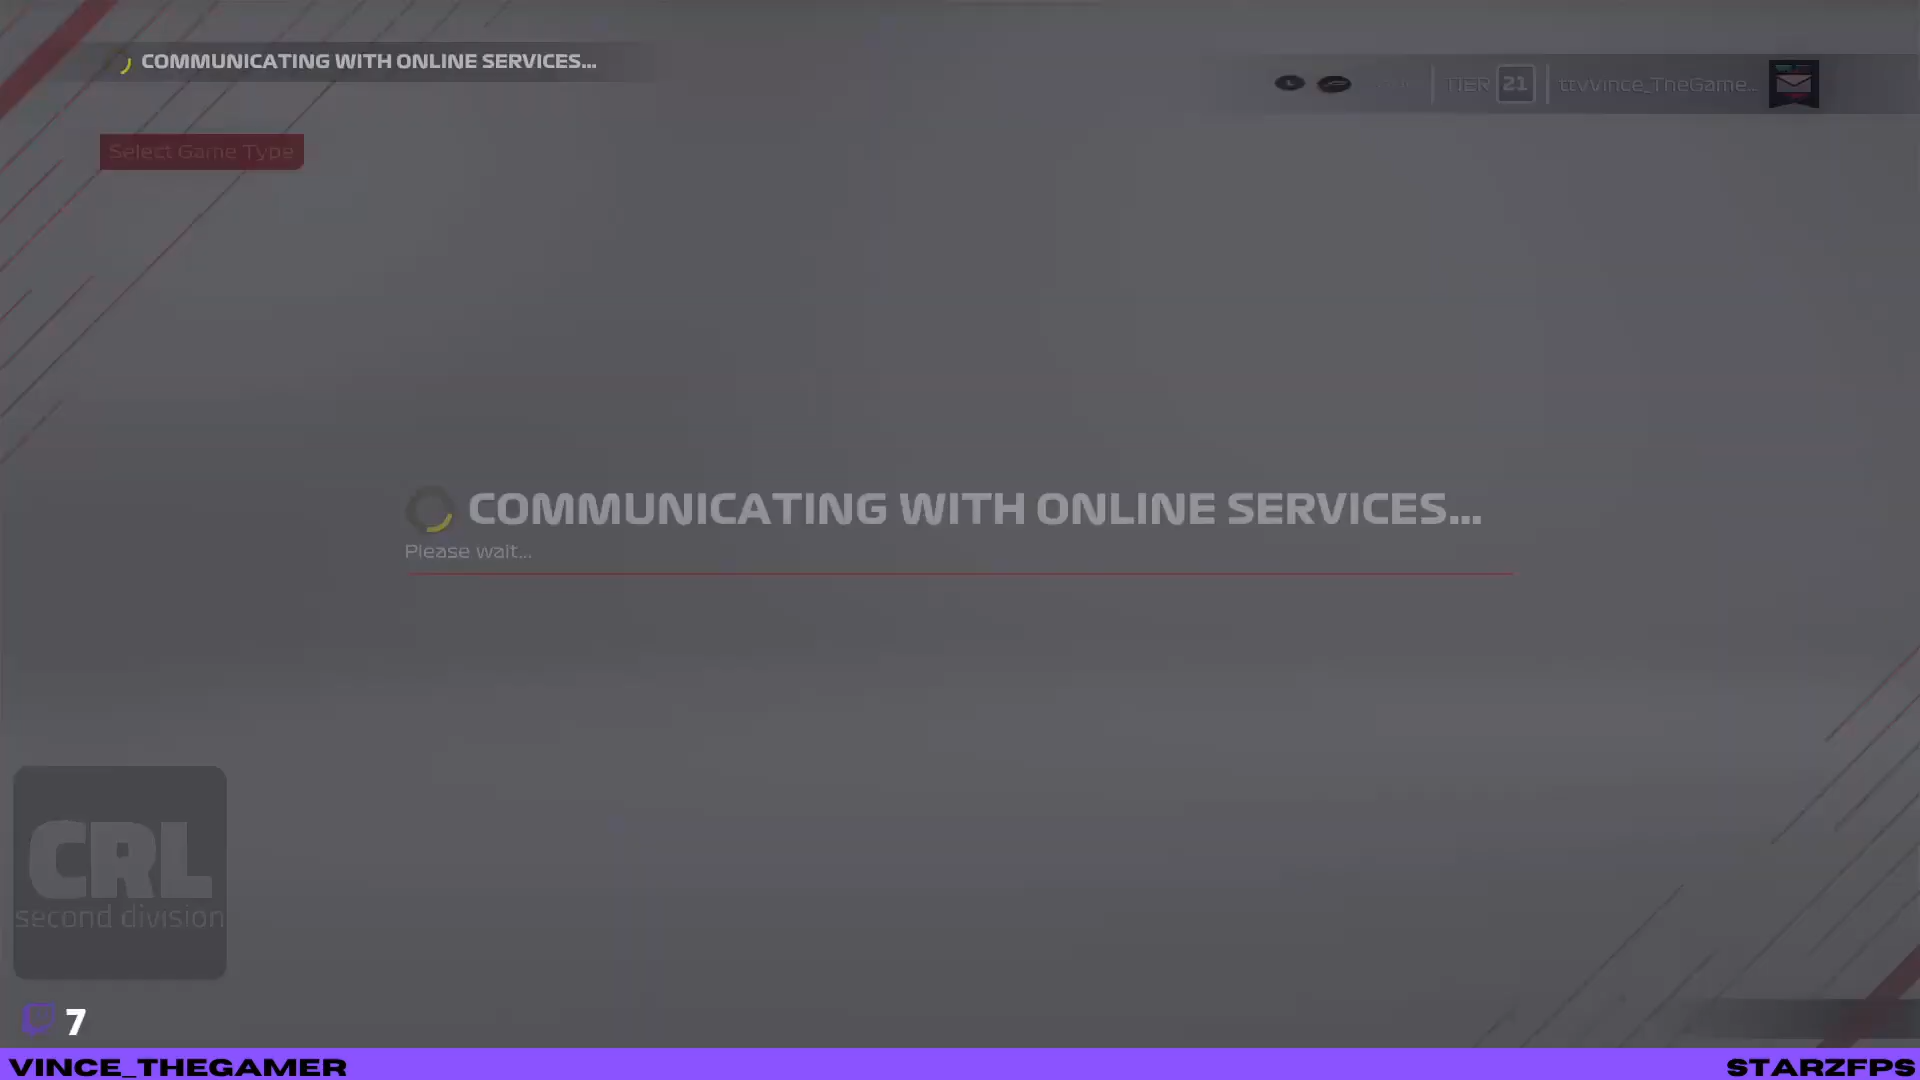 COMMUNICATING WITH ONLINE SERVICES...
TIER 21 ttvvince_TheGame...
Select Game Type
COMMUNICATING WITH ONLINE SERVICES...
Please wait...
CRL
second division
7
VINCE_THEGAMER
STARZFPS